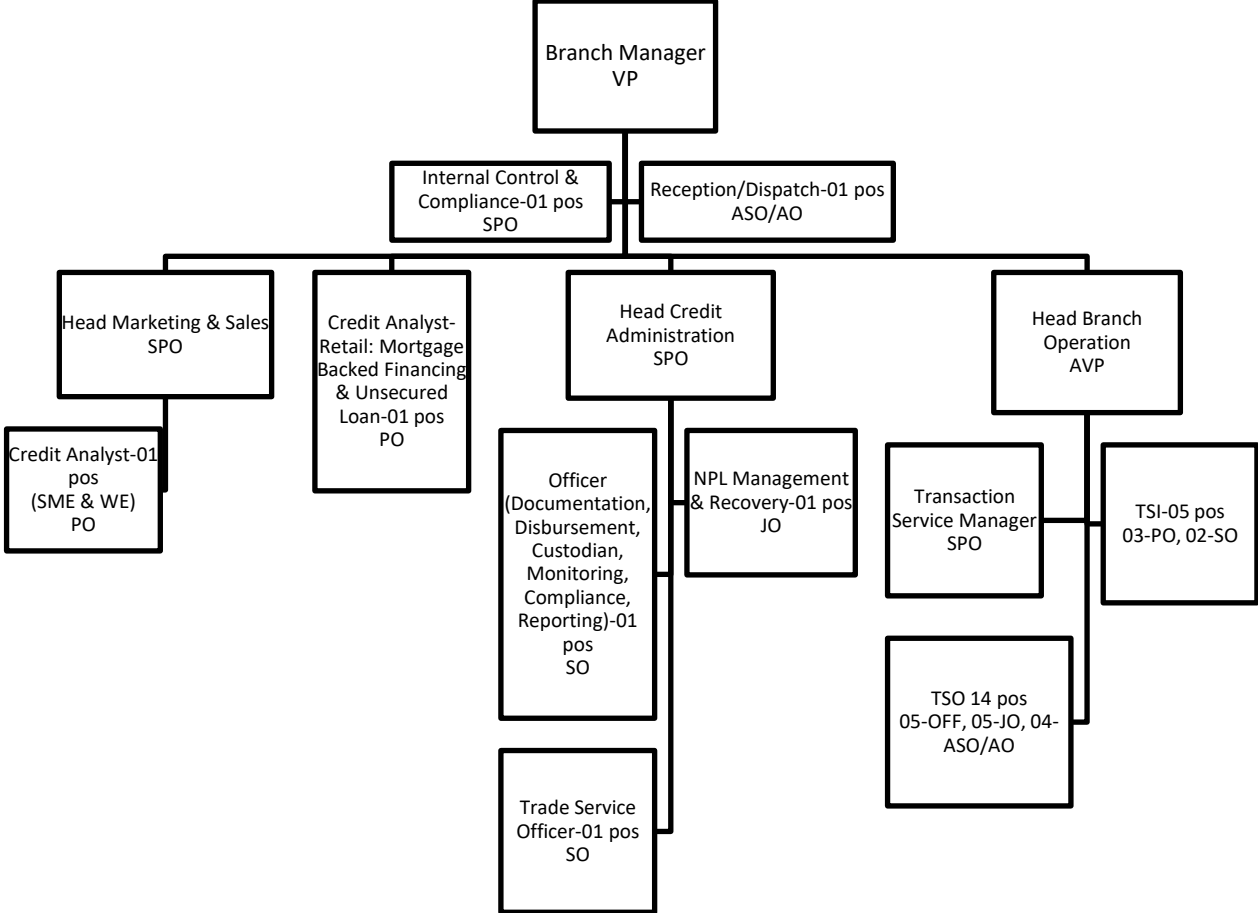 Branch Manager
VP
Internal Control &
Compliance-01 pos
SPO
Reception/Dispatch-01 pos
ASO/AO
Head Marketing & Sales
SPO
Credit Analyst-
Retail: Mortgage
Backed Financing
& Unsecured
Loan-01 pos
PO
Head Credit
Administration
SPO
Head Branch
Operation
AVP
Credit Analyst-01
pos
(SME & WE)
PO
Officer
(Documentation,
Disbursement,
Custodian,
Monitoring,
Compliance,
Reporting)-01
pos
SO
NPL Management
& Recovery-01 pos
JO
Transaction
Service Manager
SPO
TSI-05 pos
03-PO, 02-SO
TSO 14 pos
05-OFF, 05-JO, 04-
ASO/AO
Trade Service
Officer-01 pos
SO